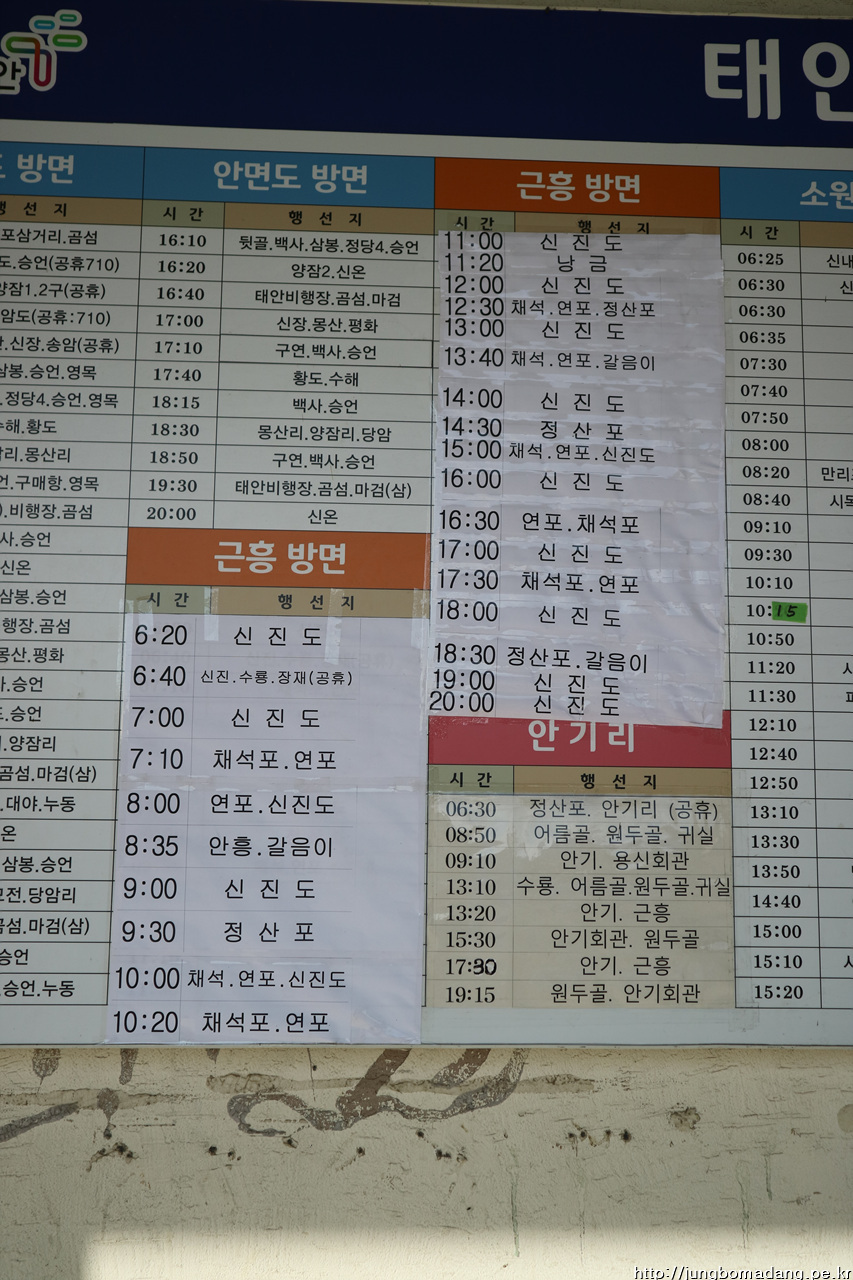 안
태안
도 방면
행 선 지
포삼거리.곰섬
도.승언(공휴710)
양잠1.2구(공휴)
암도(공휴:710)
.신장.송암(공휴)
삼봉.승언.영목
.정당4.승언.영목
수해.황도
리.몽산리
언.구매항.영목
.비행장.곰섬
사.승언
신온
삼봉.승언
행장.곰섬
몽산.평화
사.승언
도.승언
.양잠리
곰섬.마검(삼)
.대야.누동
온
삼봉.승언
모전.당암리
곰섬.마검(삼)
승언
.승언.누동
안면도 방면
시 간 행 선 지
16:10 뒷골.백사.삼봉.정당4.승언
16:20 양잠2.신온
16:40 태안비행장.곰섬.마검
17:00 신장.몽산.평화
17:10 구연.백사.승언
17:40 황도.수해
18:15 백사.승언
18:30 몽산리.양잠리.당암
18:50 구연.백사.승언
19:30 태안비행장.곰섬.마검(삼)
20:00 신온
근흥 방면
시 간 행 선 지
6:20 신 진 도
6:40 신진.수룡.장재(공휴)
7:00 신 진 도
7:10 채석포.연포
8:00 연포.신진도
8:35 안흥.갈음이
9:00 신 진 도
9:30 정 산 포
10:00 채석.연포.신진도
10:20 채석포.연포
근흥 방면
시 간 행 선 지
11:00 신 진 도
11:20 낭 금
12:00 신 진 도
12:30 채석.연포.정산포
13:00 신 진 도
13:40 채석.연포.갈음이
14:00 신 진 도
14:30 정 산 포
15:00 채석.연포.신진도
16:00 신 진 도
16:30 연포.채석포
17:00 신 진 도
17:30 채석포.연포
18:00 신 진 도
18:30 정산포.갈음이
19:00 신 진 도
20:00 신 진 도
안기리
시 간 행 선 지
06:30 정산포. 안기리 (공휴)
08:50 어름골. 원두골. 귀실
09:10 안기. 용신회관
13:10 수룡. 어름골.원두골.귀실
13:20 안기. 근흥
15:30 안기회관. 원두골
17:30 안기. 근흥
19:15 원두골. 안기회관
소원
시 간
06:25 신내
06:30 신
06:30
06:35
07:30
07:40
07:50
08:00
08:20 만리
08:40 시목
09:10
09:30
10:10
10:15
10:50
11:20
11:30
12:10
12:40
12:50
13:10
13:30
13:50
14:40
15:00
15:10
15:20
http://jungbomadang.pe.kr